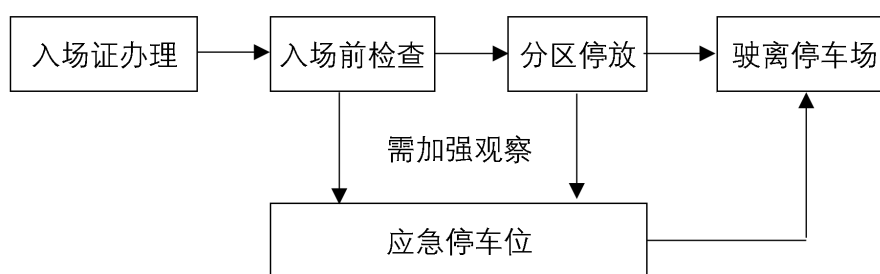 入场证办理
入场前检查
分区停放
驶离停车场
需加强观察
应急停车位